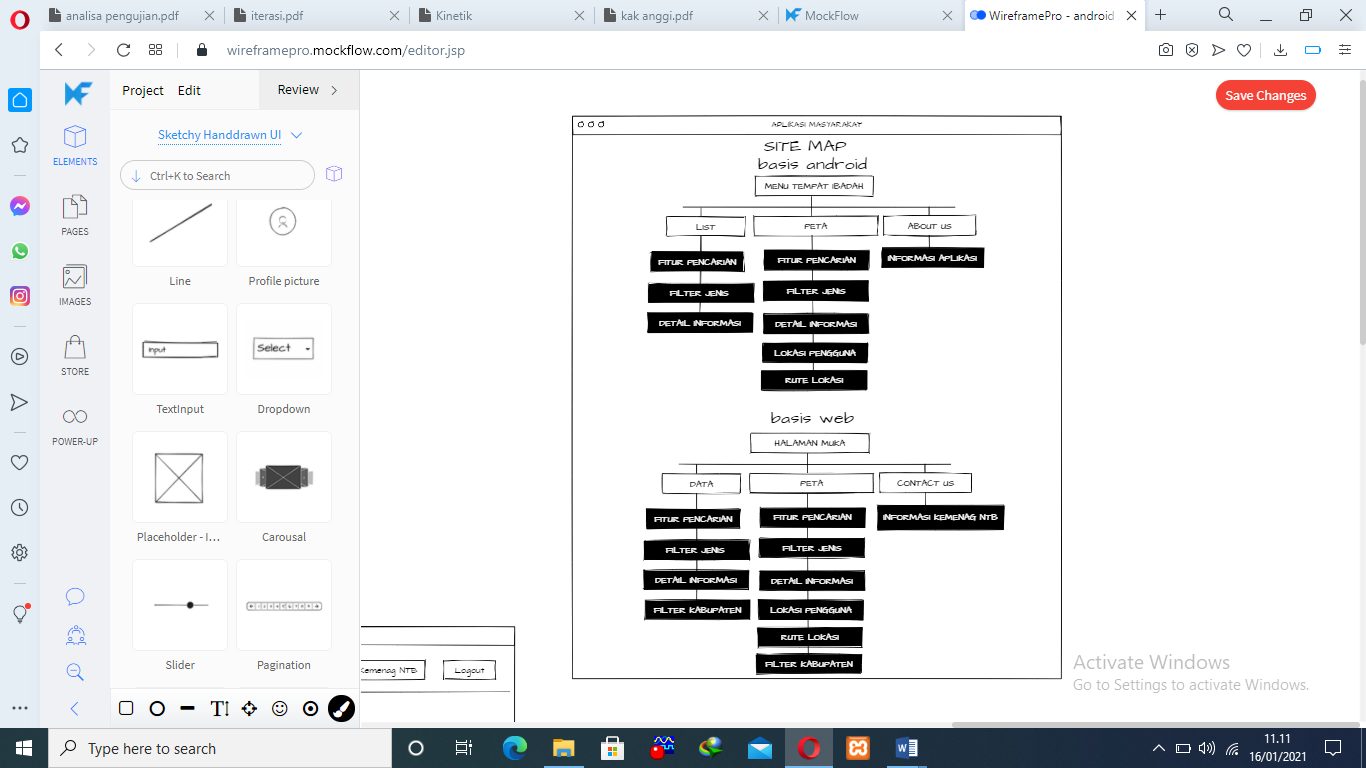 analisa pengujian.pdf
iterasi.pdf
Kinetik
kak anggi.pdf
MockFlow
WireframePro - android
wireframepro.mockflow.com/editor.jsp
Project Edit Review
Save Changes
Sketchy Handdrawn UI
Ctrl+K to Search
ELEMENTS
PAGES
IMAGES
STORE
POWER-UP
Line
Profile picture
Input
Select
TextInput
Dropdown
Placeholder - I...
Carousal
Slider
Pagination
APLIKASI MASYARAKAY
SITE MAP
basis android
MENU TEMPAT IBADAH
LIST
PETA
ABOUT US
FITUR PENCARIAN
FILTER JENIS
DETAIL INFORMASI
FITUR PENCARIAN
FILTER JENIS
DETAIL INFORMASI
LOKASI PENGGUNA
RUTE LOKASI
INFORMASI APLIKASI
basis web
HALAMAN MUKA
DATA
PETA
CONTACT US
FITUR PENCARIAN
FILTER JENIS
DETAIL INFORMASI
FILTER KABUPATEN
FITUR PENCARIAN
FILTER JENIS
DETAIL INFORMASI
LOKASI PENGGUNA
RUTE LOKASI
FILTER KABUPATEN
INFORMASI KEMENAG NTB
Kemenag NTB
Logout
Activate Windows
Go to Settings to activate Windows.
T
Type here to search
11.11
16/01/2021